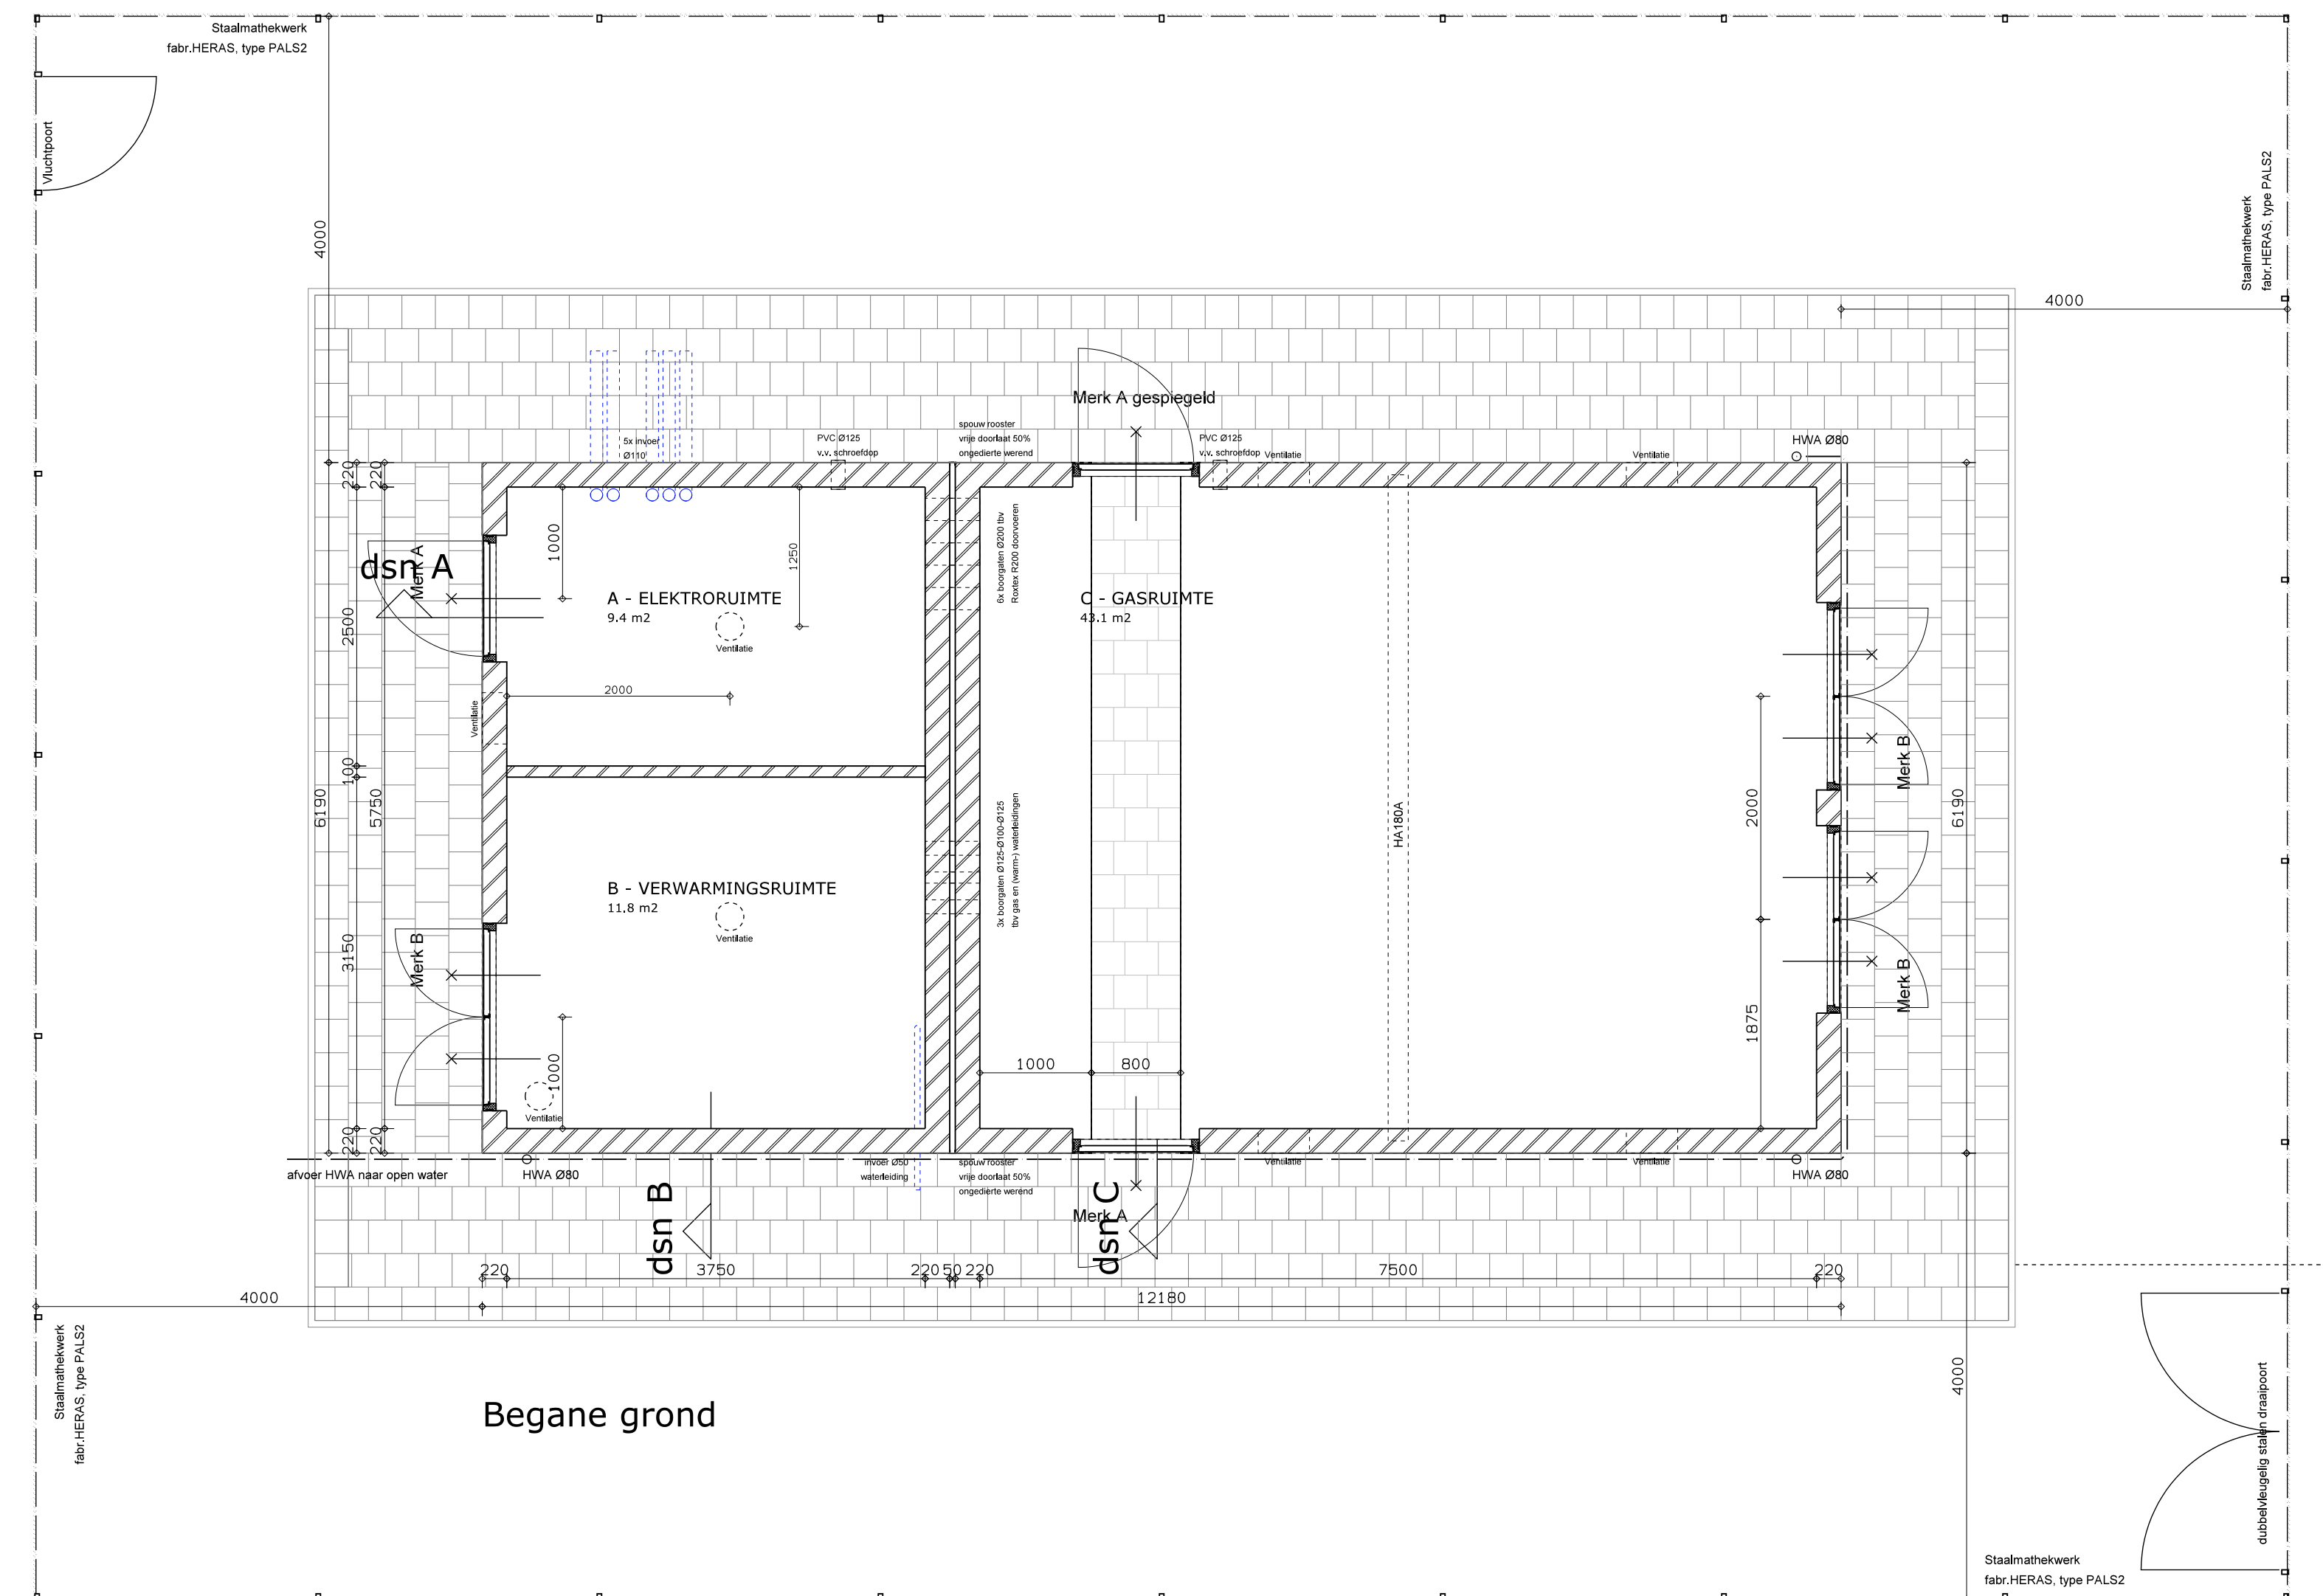 Staalmathekwerk
fabr.HERAS, type PALS2
Vluchtpoort
4000
Staalmathekwerk
fabr.HERAS, type PALS2
4000
Merk A gespiegeld
5x invoer
Ø110
PVC Ø125
v.v. schroefdop
spouw rooster
vrije doorlaat 50%
ongedierte werend
PVC Ø125
v.v. schroefdop
Ventilatie
Ventilatie
HWA Ø80
220
220
1000
1250
6x boorgaten Ø200 tbv
Roxtex R200 doorvoeren
dsn A
Merk A
A - ELEKTRORUIMTE
9.4 m2
Ventilatie
C - GASRUIMTE
43.1 m2
2500
2000
Ventilatie
100
6190
5750
3x boorgaten Ø125-Ø100-Ø125
tbv gas en (warm-) waterleidingen
HA180A
2000
Merk B
6190
B - VERWARMINGSRUIMTE
11.8 m2
Ventilatie
3150
Merk B
Merk B
1875
1000
1000
800
Ventilatie
220
220
afvoer HWA naar open water
HWA Ø80
invoer Ø50
waterleiding
spouw rooster
vrije doorlaat 50%
ongedierte werend
Ventilatie
Ventilatie
HWA Ø80
dsn B
dsn C
Merk A
220
3750
220
50
220
7500
220
4000
12180
Staalmathekwerk
fabr.HERAS, type PALS2
4000
Begane grond
dubbelvleugelig stalen draaipoort
Staalmathekwerk
fabr.HERAS, type PALS2